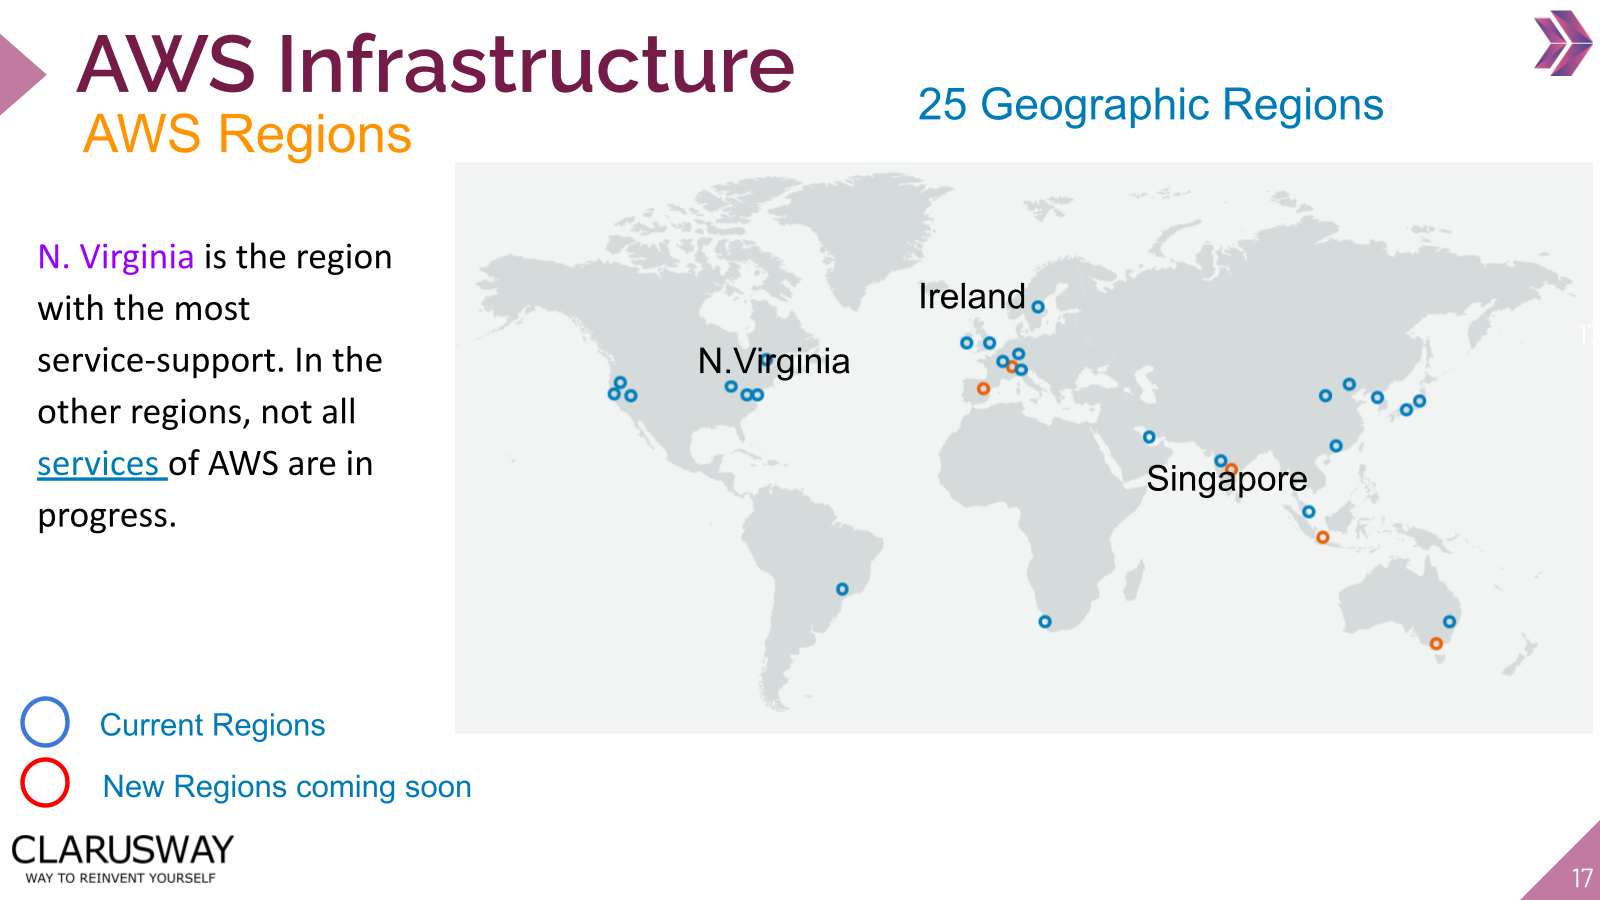 AWS Infrastructure
AWS Regions
25 Geographic Regions
N. Virginia is the region
with the most
service-support. In the
other regions, not all
services of AWS are in
progress.
Ireland
N.Virginia
Singapore
Current Regions
New Regions coming soon
CLARUSWAY
WAY TO REINVENT YOURSELF
17